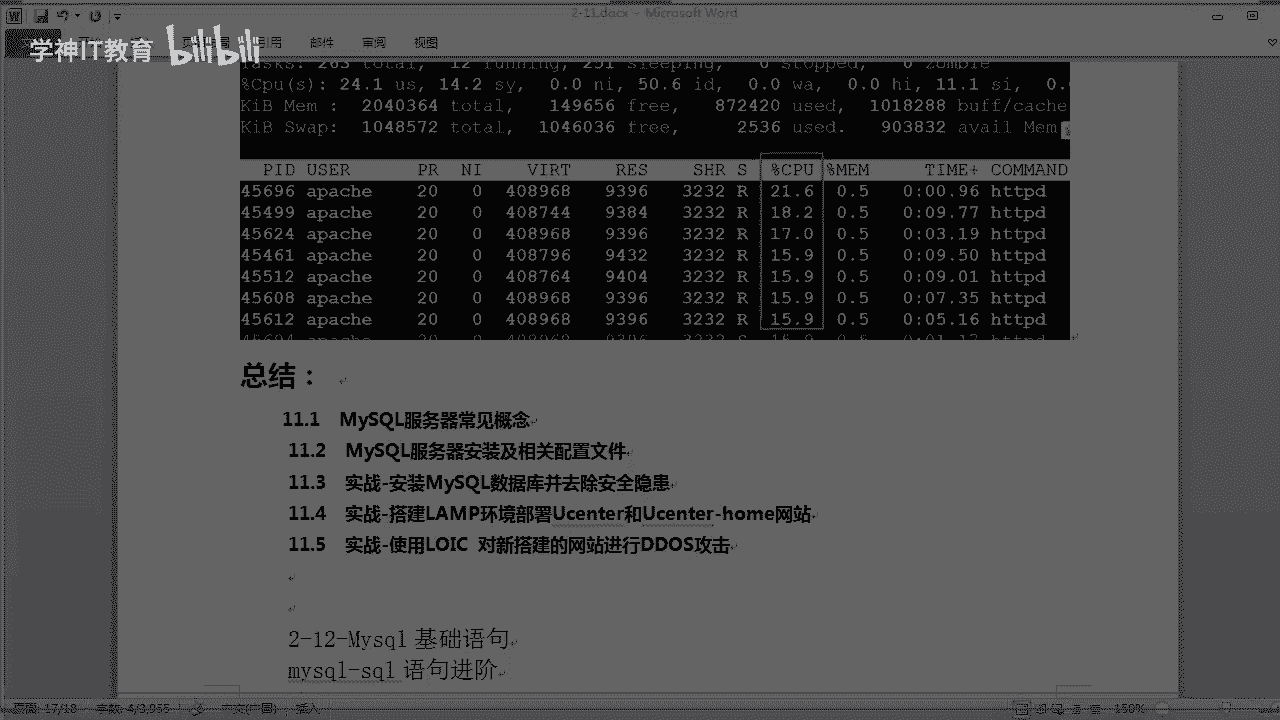 2-11.docx - Microsoft Word
学神IT教育 bilibili
引用 邮件 审阅 视图
Tasks: 263 total, 12 running, 251 sleeping, 0 stopped, 0 zombie
%Cpu(s): 24.1 us, 14.2 sy, 0.0 ni, 50.6 id, 0.0 wa, 0.0 hi, 11.1 si, 0.
KiB Mem : 2040364 total, 149656 free, 872420 used, 1018288 buff/cache
KiB Swap: 1048572 total, 1046036 free, 2536 used. 903832 avail Mem
PID USER PR NI VIRT RES SHR S %CPU %MEM TIME+ COMMAND
45696 apache 20 0 408968 9396 3232 R 21.6 0.5 0:00.96 httpd
45499 apache 20 0 408744 9384 3232 R 18.2 0.5 0:09.77 httpd
45624 apache 20 0 408968 9396 3232 R 17.0 0.5 0:03.19 httpd
45461 apache 20 0 408796 9432 3232 R 15.9 0.5 0:09.50 httpd
45512 apache 20 0 408764 9404 3232 R 15.9 0.5 0:09.01 httpd
45608 apache 20 0 408968 9396 3232 R 15.9 0.5 0:07.35 httpd
45612 apache 20 0 408968 9396 3232 R 15.9 0.5 0:05.16 httpd
总结：
11.1 MySQL服务器常见概念
11.2 MySQL服务器安装及相关配置文件
11.3 实战-安装MySQL数据库并去除安全隐患
11.4 实战-搭建LAMP环境部署Ucenter和Ucenter-home网站
11.5 实战-使用LOIC 对新搭建的网站进行DDOS攻击
2-12-Mysql 基础语句
mysql-sql 语句进阶
页面: 17/18 插入 150%